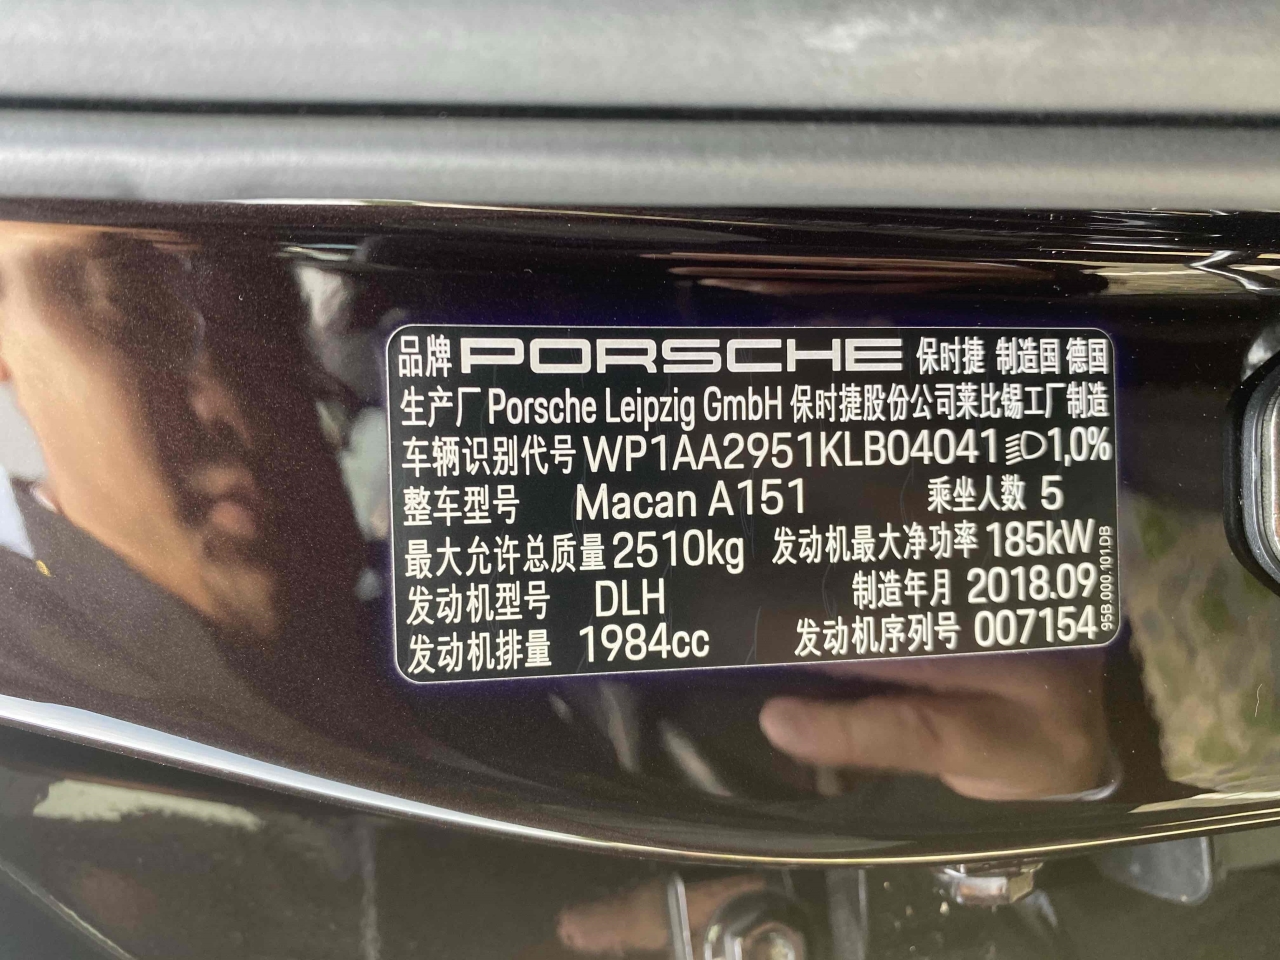 品牌 PORSCHE 保时捷 制造国 德国
生产厂 Porsche Leipzig GmbH 保时捷股份公司莱比锡工厂制造
车辆识别代号 WP1AA2951KLB04041 1,0%
整车型号 Macan A151 乘坐人数 5
最大允许总质量 2510kg 发动机最大净功率 185kW
发动机型号 DLH 制造年月 2018.09
发动机排量 1984cc 发动机序列号 007154
95B.000.101.DB